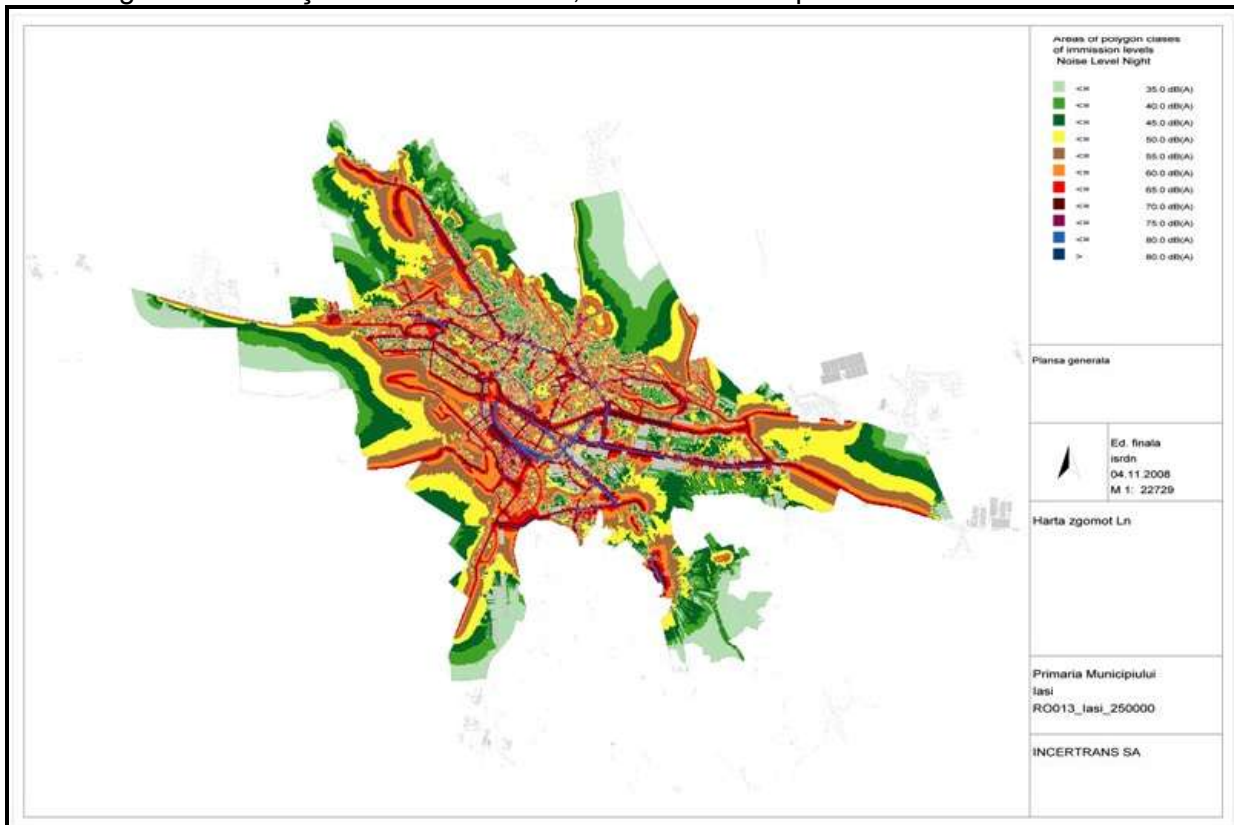 Areas of polygon clases
of immission levels
Noise Level Night
<= 35.0 dB(A)
<= 40.0 dB(A)
<= 45.0 dB(A)
<= 50.0 dB(A)
<= 55.0 dB(A)
<= 60.0 dB(A)
<= 65.0 dB(A)
<= 70.0 dB(A)
<= 75.0 dB(A)
<= 80.0 dB(A)
> 80.0 dB(A)
Plansa generala
Ed. finala
isrdn
04.11.2008
M 1: 22729
Harta zgomot Ln
Primaria Municipiului
Iasi
RO013_Iasi_250000
INCERTRANS SA